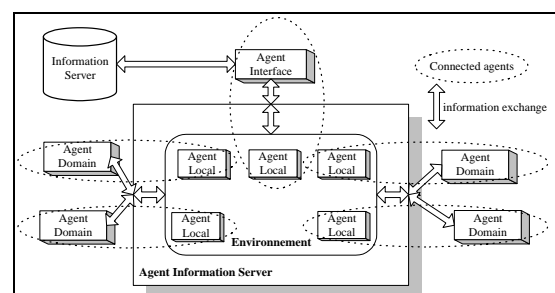 Information
Server
Agent
Interface
Connected agents
information exchange
Agent
Domain
Agent
Local
Agent
Local
Agent
Local
Agent
Domain
Agent
Domain
Agent
Local
Agent
Local
Agent
Domain
Environnement
Agent Information Server